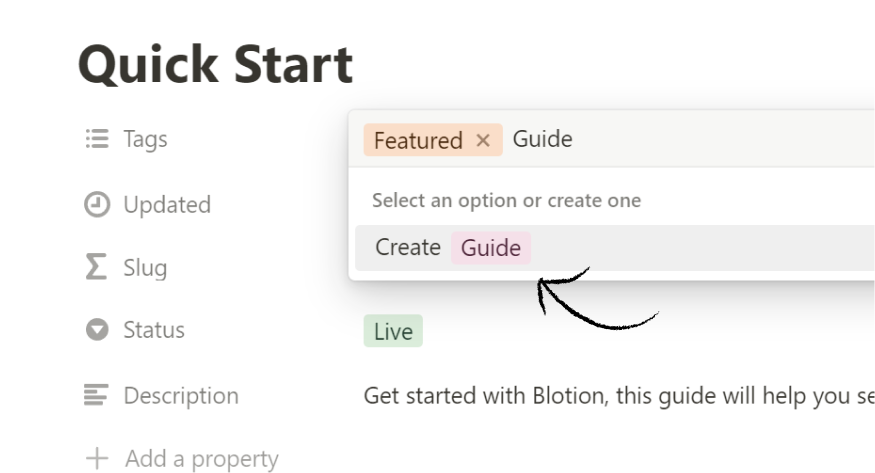 Quick Start
Tags
Featured × Guide
Select an option or create one
Create Guide
Updated
Slug
Status Live
Description Get started with Blotion, this guide will help you se
Add a property